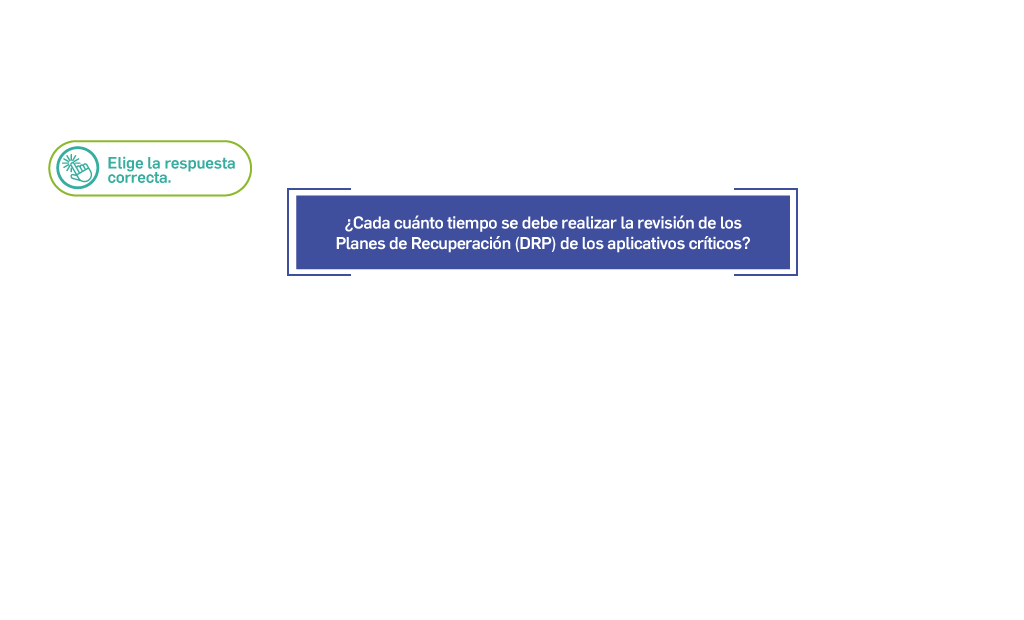 Elige la respuesta
correcta.
¿Cada cuánto tiempo se debe realizar la revisión de los
Planes de Recuperación (DRP) de los aplicativos críticos?